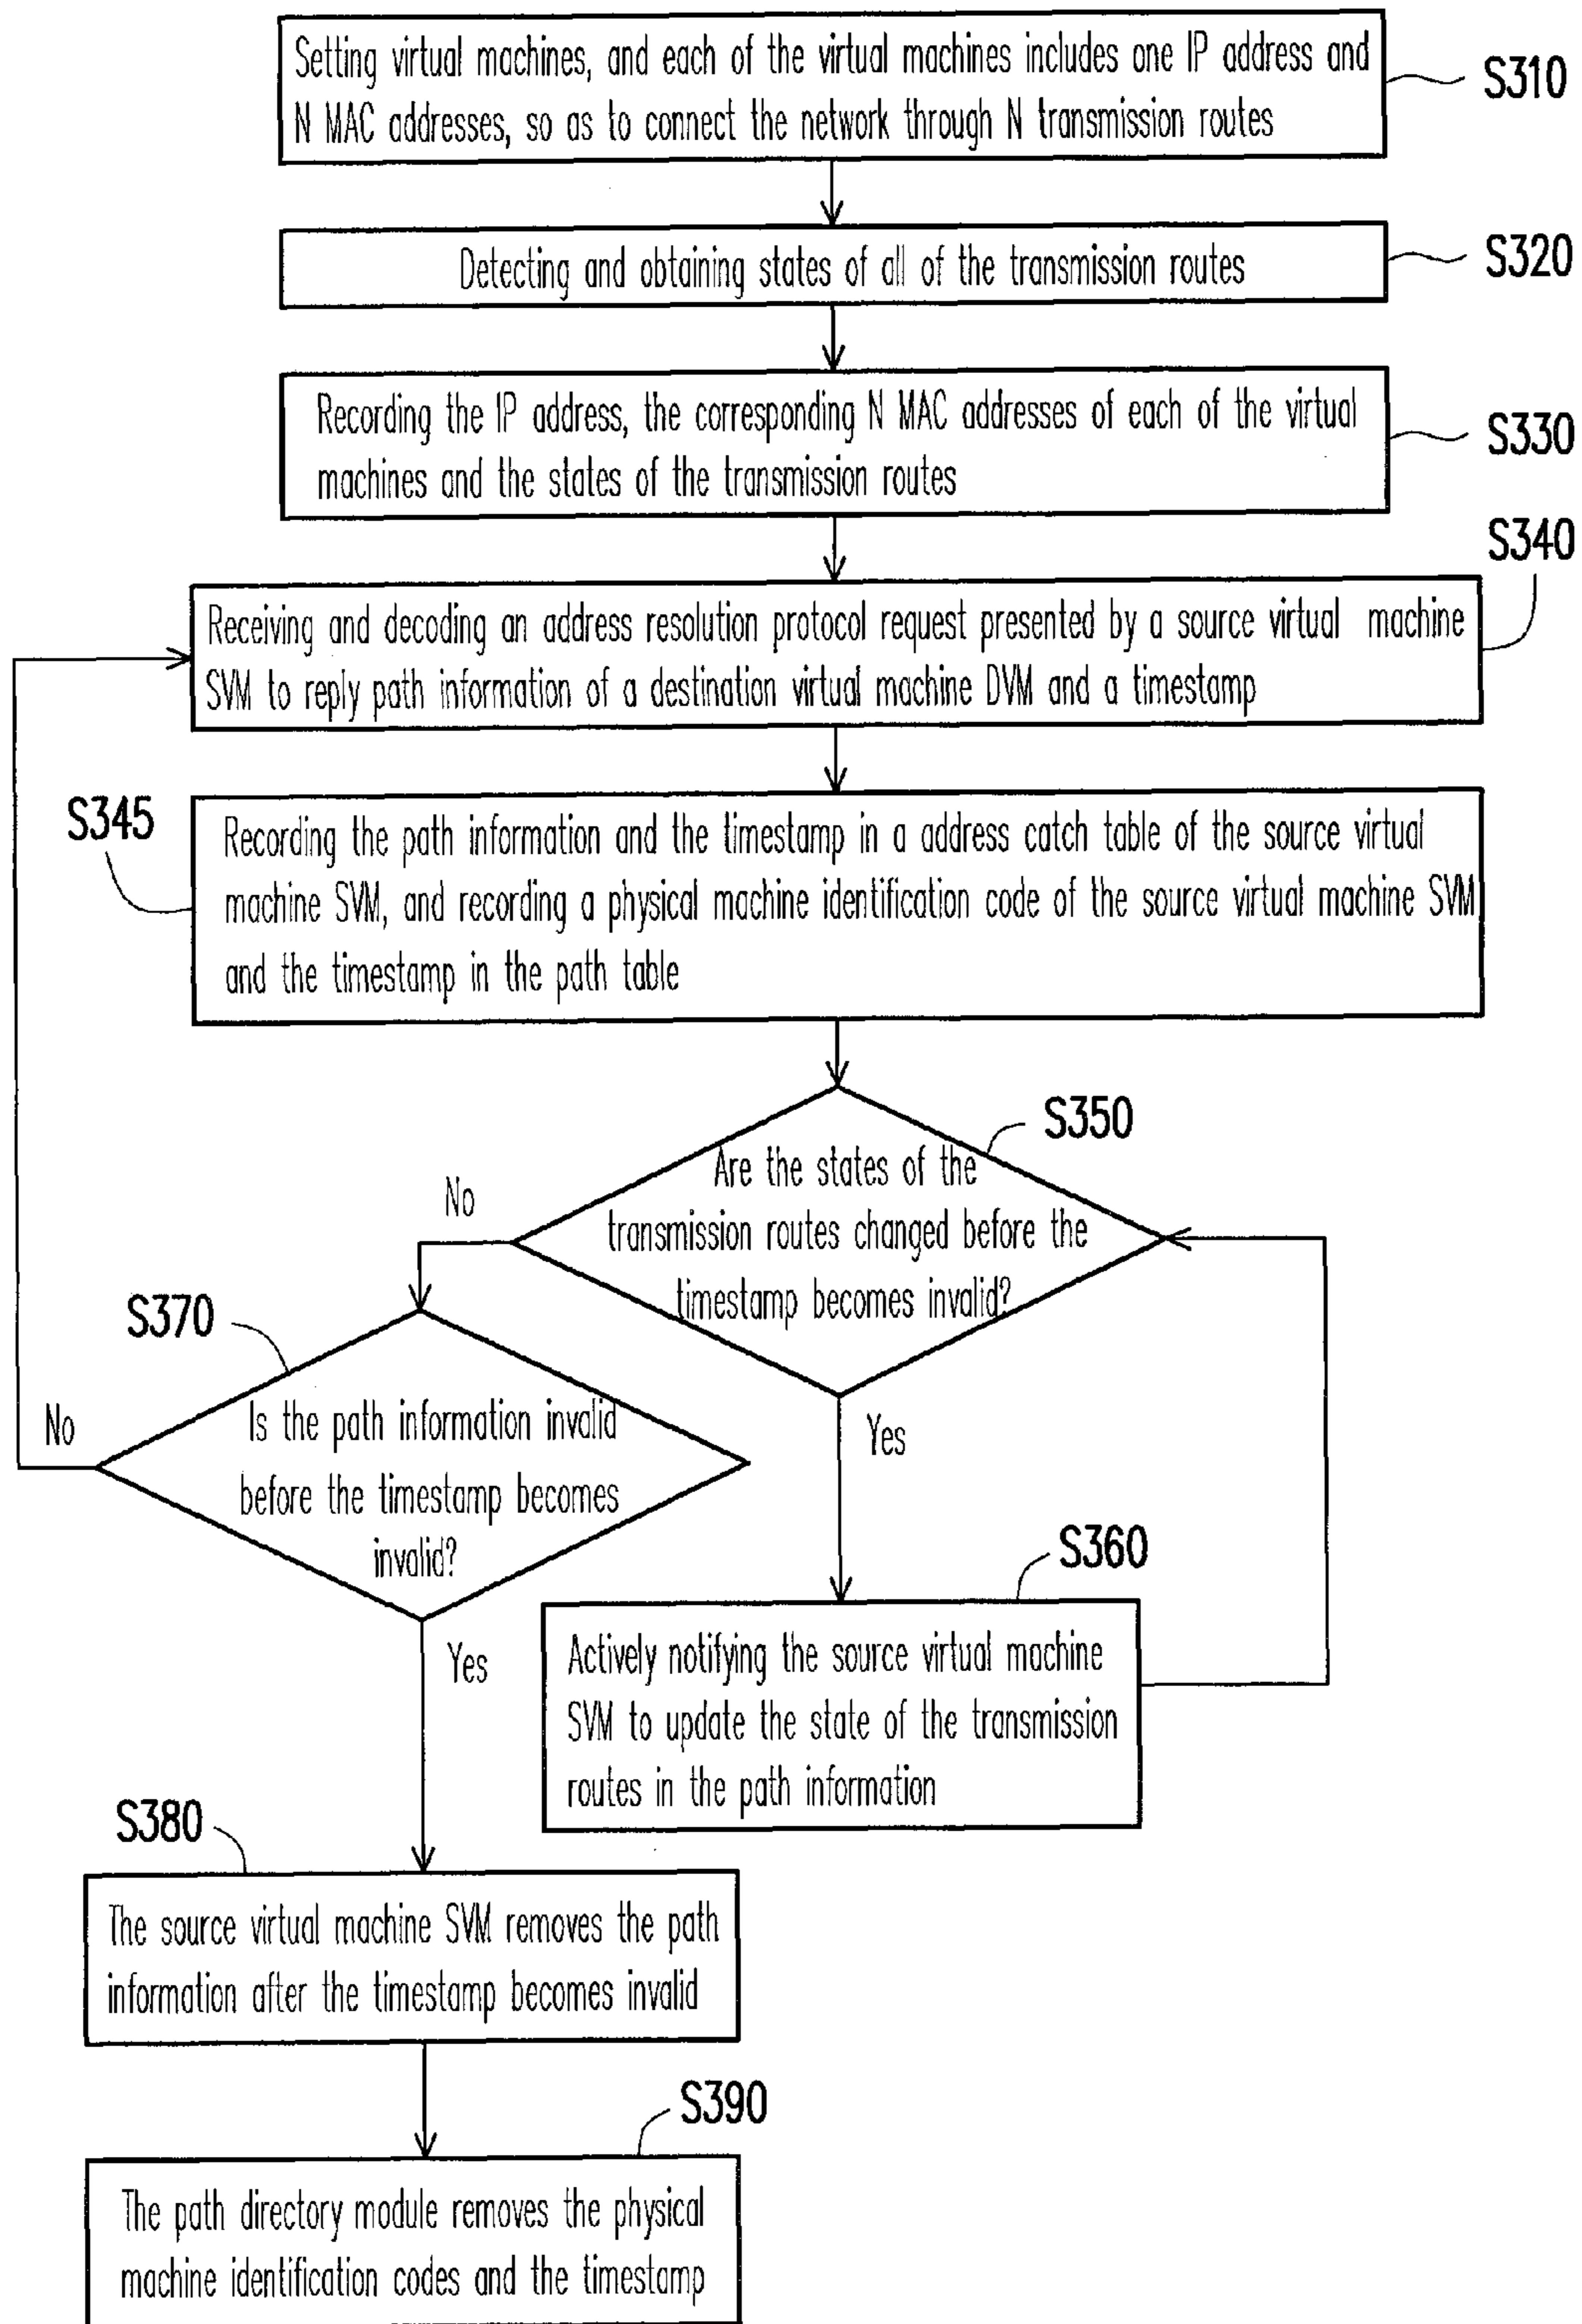 Setting virtual machines, and each of the virtual machines includes one IP address and
N MAC addresses, so as to connect the network through N transmission routes
S310
Detecting and obtaining states of all of the transmission routes
S320
Recording the IP address, the corresponding N MAC addresses of each of the virtual
machines and the states of the transmission routes
S330
S340
Receiving and decoding an address resolution protocol request presented by a source virtual machine
SVM to reply path information of a destination virtual machine DVM and a timestamp
S345
Recording the path information and the timestamp in a address catch table of the source virtual
machine SVM, and recording a physical machine identification code of the source virtual machine SVM
and the timestamp in the path table
S350
Are the states of the
transmission routes changed before the
timestamp becomes invalid?
No
Yes
S370
Is the path information invalid
before the timestamp becomes
invalid?
No
Yes
S360
Actively notifying the source virtual machine
SVM to update the state of the transmission
routes in the path information
S380
The source virtual machine SVM removes the path
information after the timestamp becomes invalid
S390
The path directory module removes the physical
machine identification codes and the timestamp